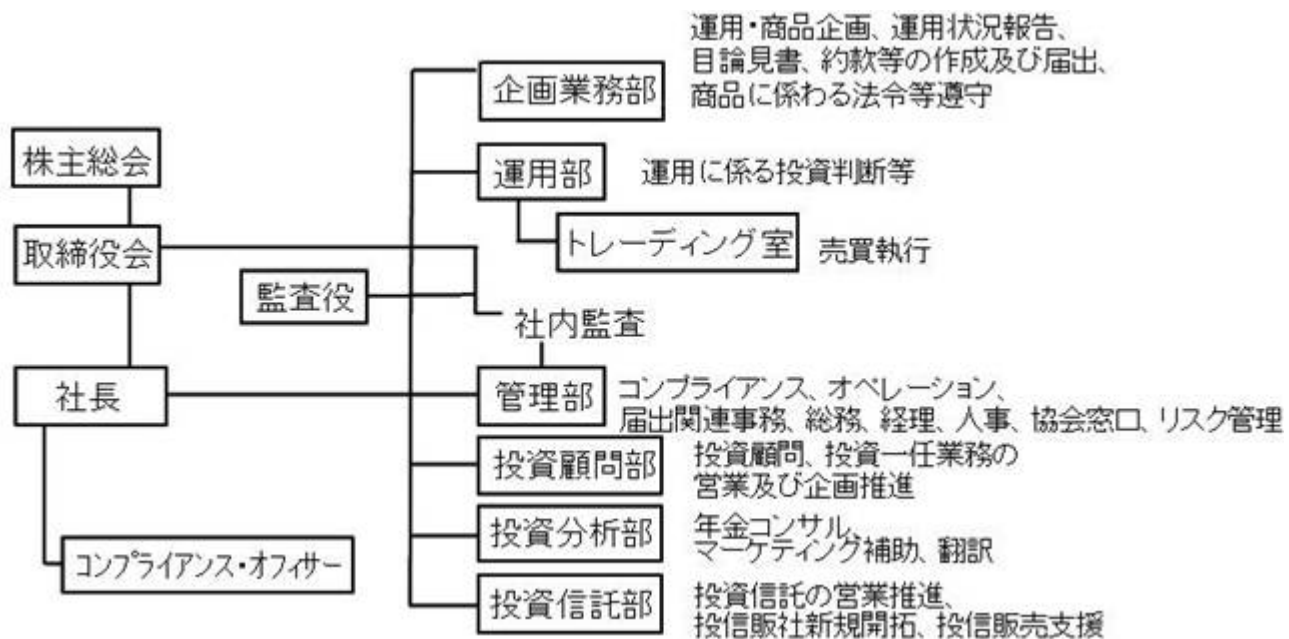 運用・商品企画、運用状況報告、
目論見書、約款等の作成及び届出、
商品に係わる法令等遵守
企画業務部
株主総会
運用部
運用に係る投資判断等
取締役会
トレーディング室
売買執行
監査役
社内監査
社長
管理部
コンプライアンス、オペレーション、
届出関連事務、総務、経理、人事、協会窓口、リスク管理
投資顧問部
投資顧問、投資一任業務の
営業及び企画推進
投資分析部
年金コンサル、
マーケティング補助、翻訳
コンプライアンス・オフィサー
投資信託部
投資信託の営業推進、
投信販社新規開拓、投信販売支援